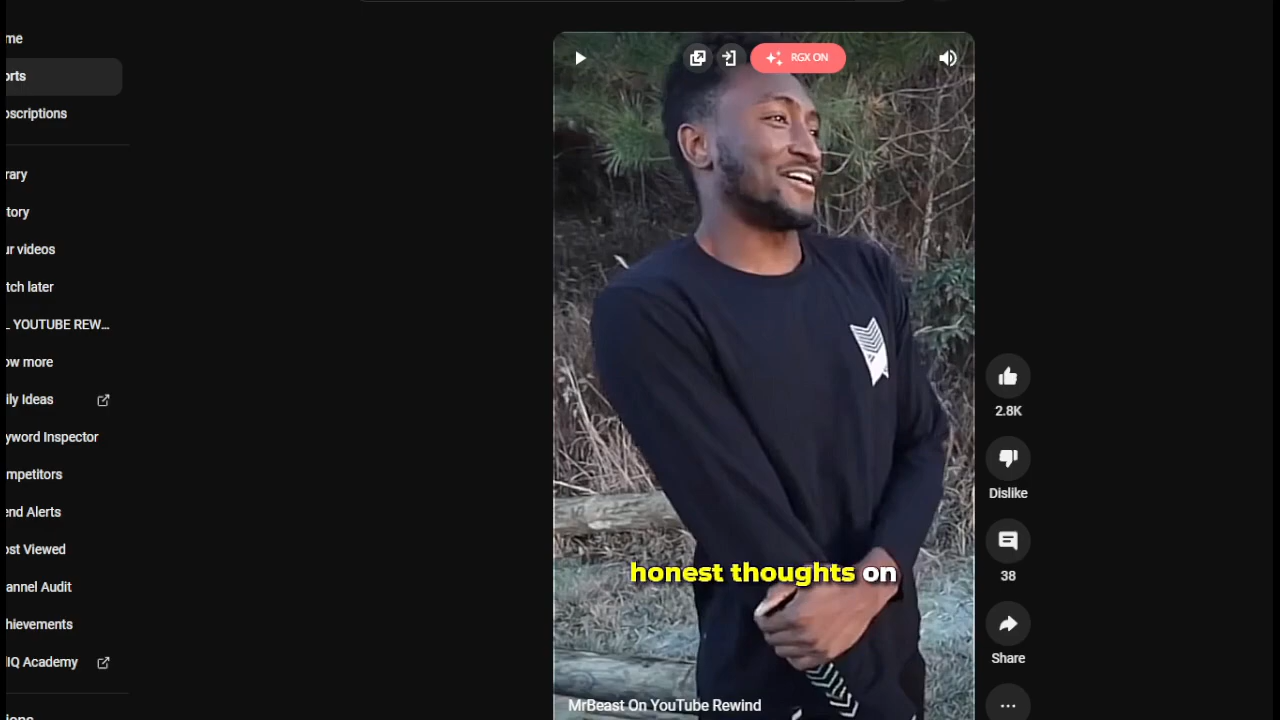 me
orts
oscriptions
rary
tory
ur videos
tch later
_ YOUTUBE REW...
ow more
ily Ideas
yword Inspector
mpetitors
end Alerts
ost Viewed
annel Audit
hievements
IQ Academy
ions
RGX ON
honest thoughts on
MrBeast On YouTube Rewind
2.8K
Dislike
38
Share